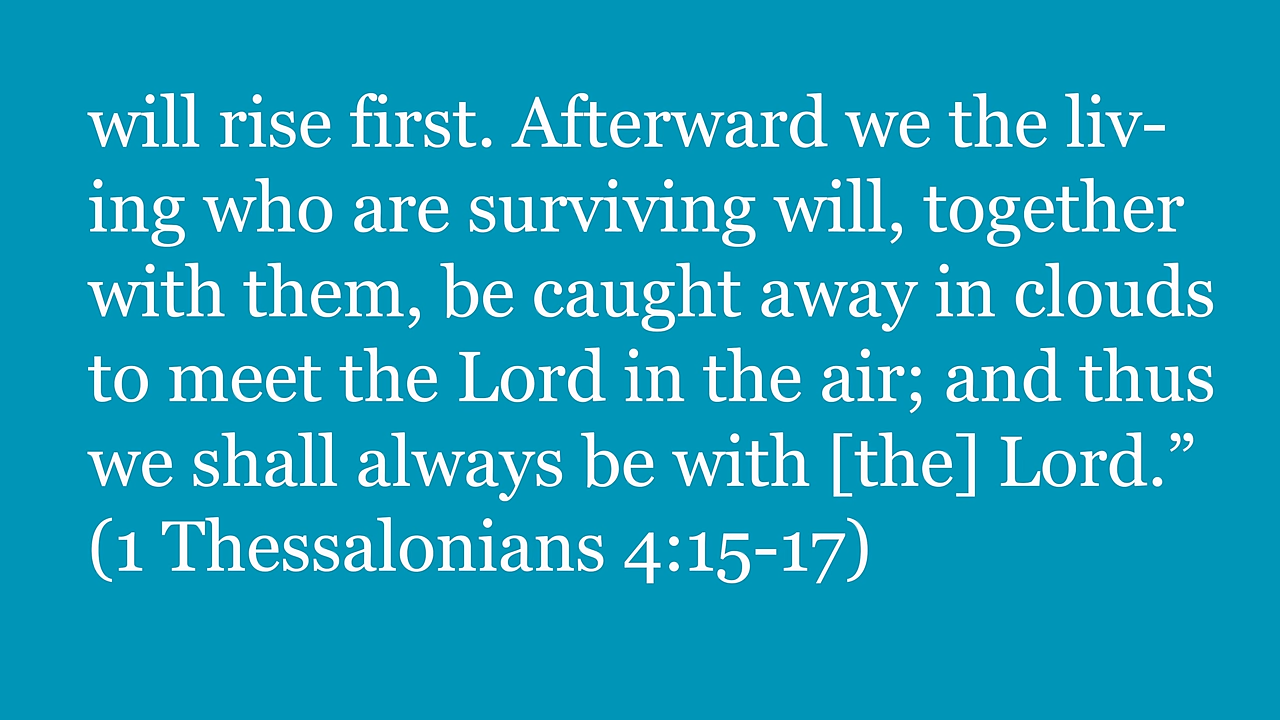 will rise first. Afterward we the liv-
ing who are surviving will, together
with them, be caught away in clouds
to meet the Lord in the air; and thus
we shall always be with [the] Lord.”
(1 Thessalonians 4:15-17)